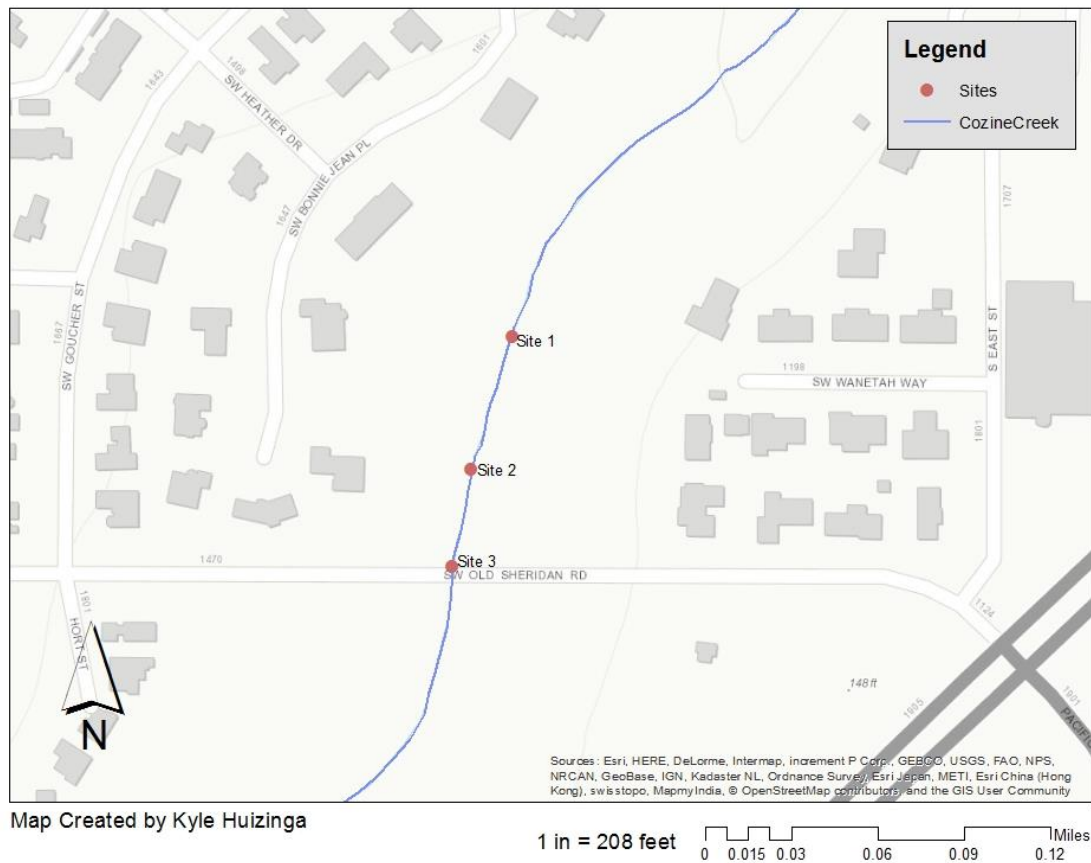 Legend
Sites
CozineCreek
1601
1498
SW HEATHER DR
1643
SW BONNIE JEAN PL
1647
1707
SW GOUCHER ST
1667
Site 1
S EAST ST
1198
SW WANETAH WAY
1801
Site 2
1470
Site 3
SW OLD SHERIDAN RD
1801
HORT ST
1124
148 ft
1905
1901
PACIFIC
N
Sources: Esri, HERE, DeLorme, Intermap, increment P Corp., GEBCO, USGS, FAO, NPS,
NRCAN, GeoBase, IGN, Kadaster NL, Ordnance Survey, Esri Japan, METI, Esri China (Hong
Kong), swisstopo, MapmyIndia, © OpenStreetMap contributors, and the GIS User Community
Map Created by Kyle Huizinga
1 in = 208 feet
Miles
0 0.015 0.03 0.06 0.09 0.12